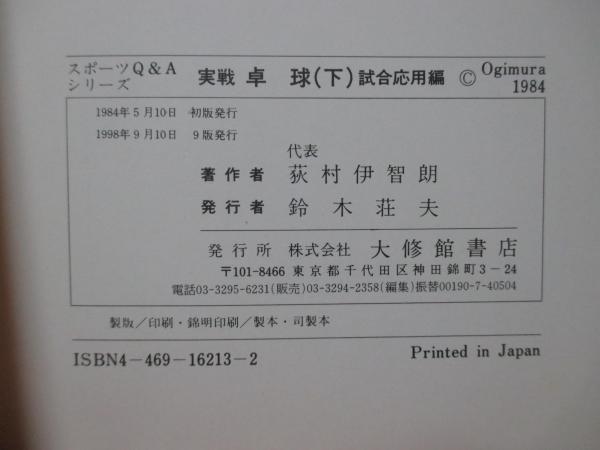 スポーツQ&A
シリーズ
実戦 卓 球(下) 試合応用編
© Ogimura
1984
1984年5月10日 初版発行
1998年9月10日 9版発行
代表
著作者 荻村伊智朗
発行者 鈴木荘夫
発行所 株式会社 大修館書店
〒101-8466 東京都千代田区神田錦町3-24
電話03-3295-6231(販売)03-3294-2358(編集)振替00190-7-40504
製版/印刷・錦明印刷/製本・司製本
ISBN4-469-16213-2
Printed in Japan